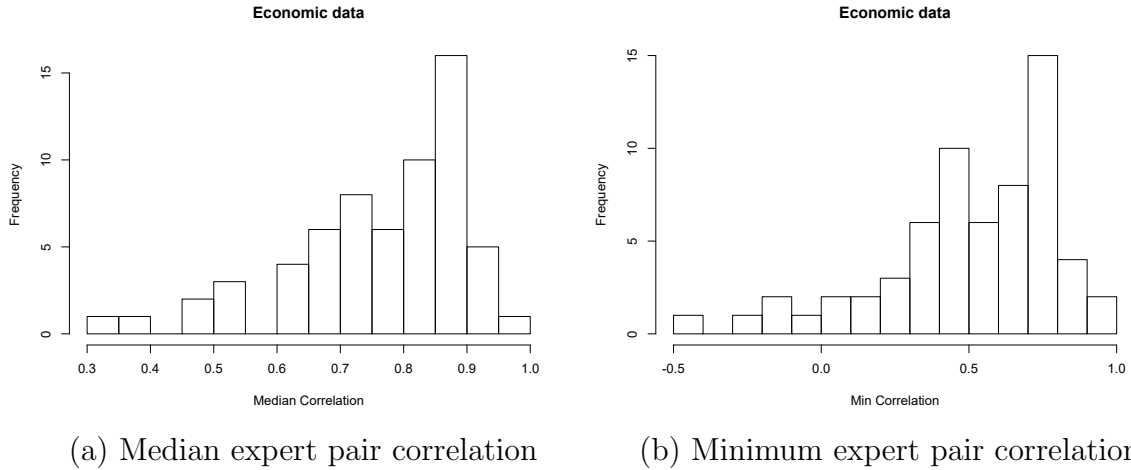 Economic data
Frequency
15
10
5
0
0.3 0.4 0.5 0.6 0.7 0.8 0.9 1.0
Median Correlation
(a) Median expert pair correlation
Economic data
Frequency
15
10
5
0
-0.5 0.0 0.5 1.0
Min Correlation
(b) Minimum expert pair correlation